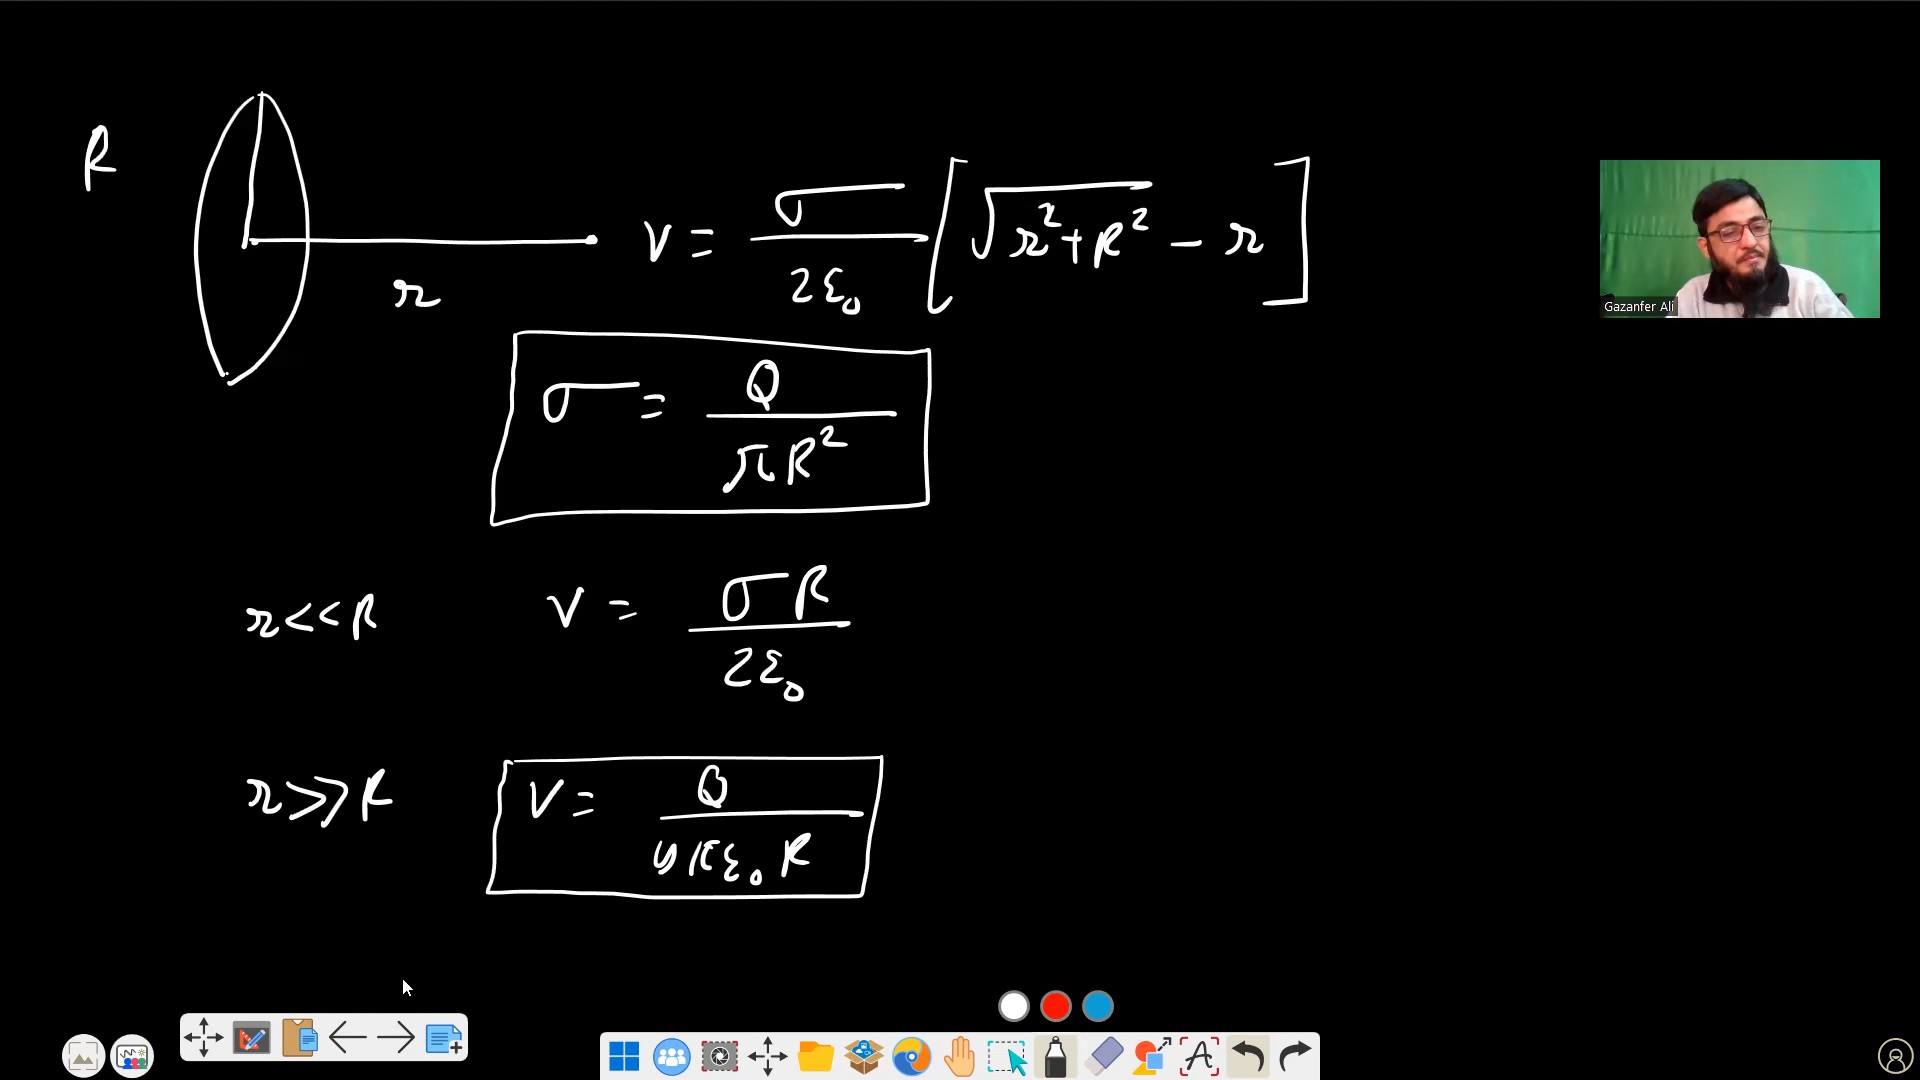 R
r
V = σ / 2ε₀ [ √r² + R² − r ]
σ = Q / πR²
r << R V = σR / 2ε₀
r >> R V = Q / 4πε₀R
Gazanfer Ali